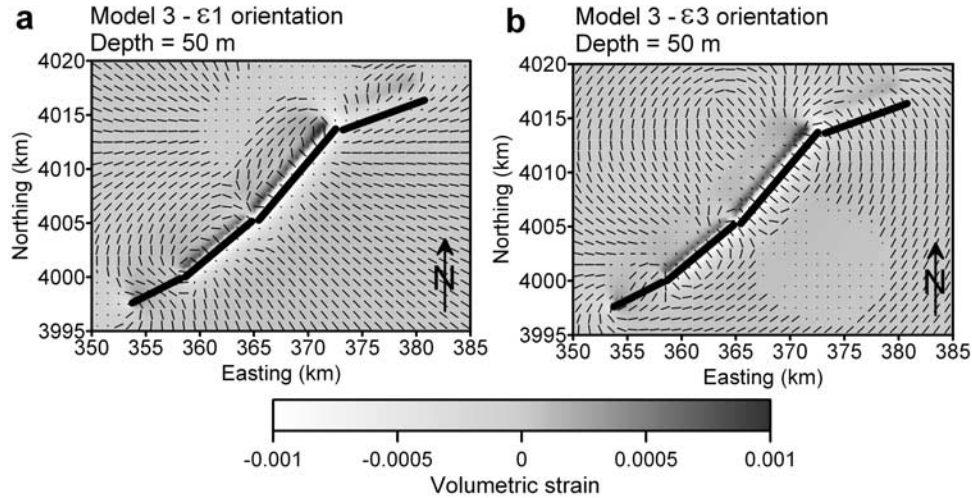 a
Model 3 - ε1 orientation
Depth = 50 m
4020
4015
4010
4005
4000
3995
350 355 360 365 370 375 380 385
Northing (km)
Easting (km)
N
b
Model 3 - ε3 orientation
Depth = 50 m
4020
4015
4010
4005
4000
3995
350 355 360 365 370 375 380 385
Northing (km)
Easting (km)
N
-0.001 -0.0005 0 0.0005 0.001
Volumetric strain